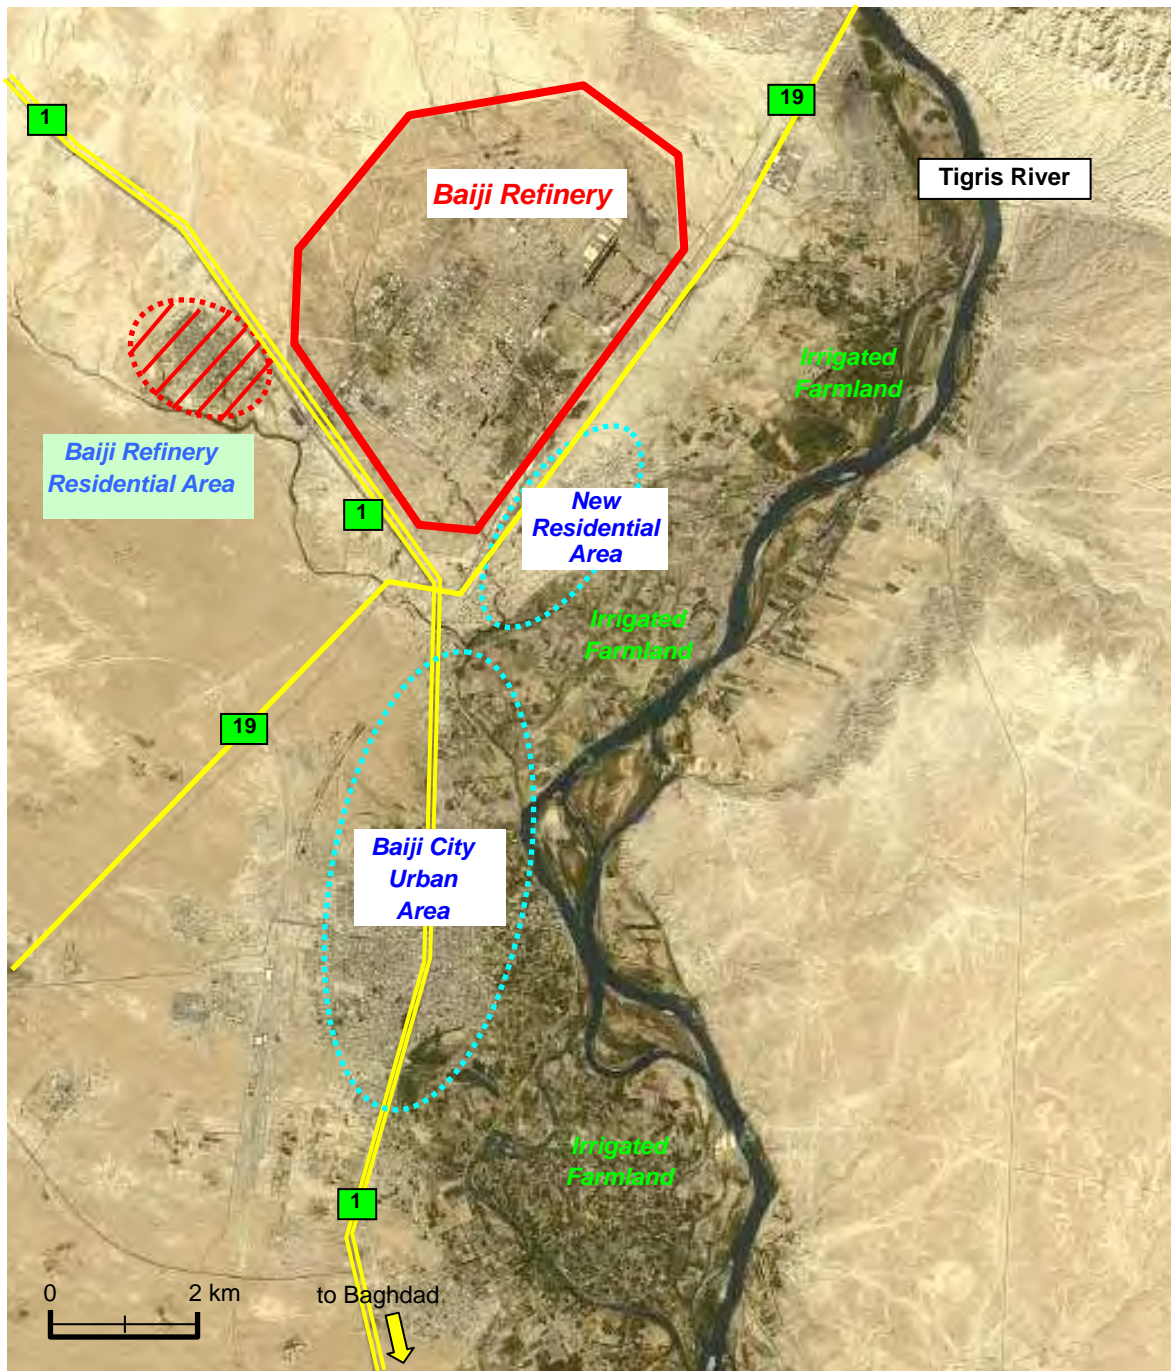 19
1
Tigris River
Baiji Refinery
Irrigated
Farmland
Baiji Refinery
Residential Area
New
Residential
Area
1
Irrigated
Farmland
19
Baiji City
Urban
Area
Irrigated
Farmland
1
0
2 km
to Baghdad